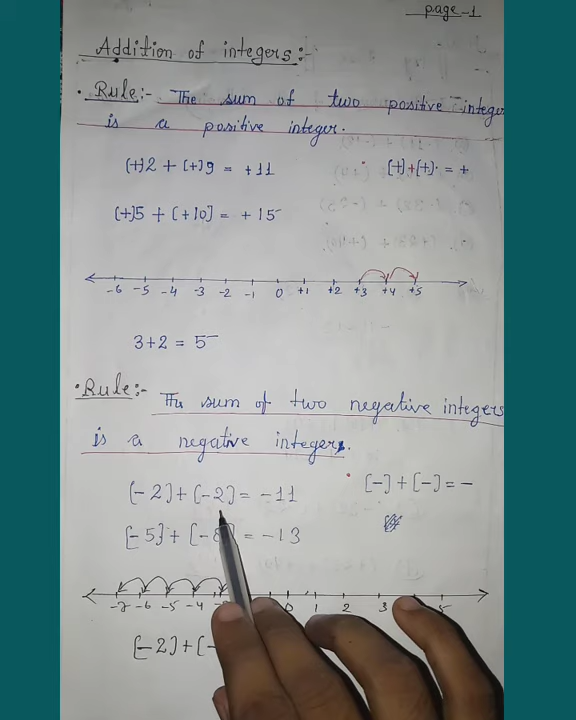 page-1
Addition of integers:-
• Rule:- The sum of two positive integer
is a positive integer.
(+)2 + (+)9 = +11
(+)+(+) = +
(+)5 + (+10) = +15
-6 -5 -4 -3 -2 -1 0 +1 +2 +3 +4 +5
3+2 = 5
• Rule:- The sum of two negative integers
is a negative integers.
(-2)+(-2) = -11
(-)+(-) = -
(-5)+(-8) = -13
-7 -6 -5 -4 0 1 2 3 5
(-2)+(-